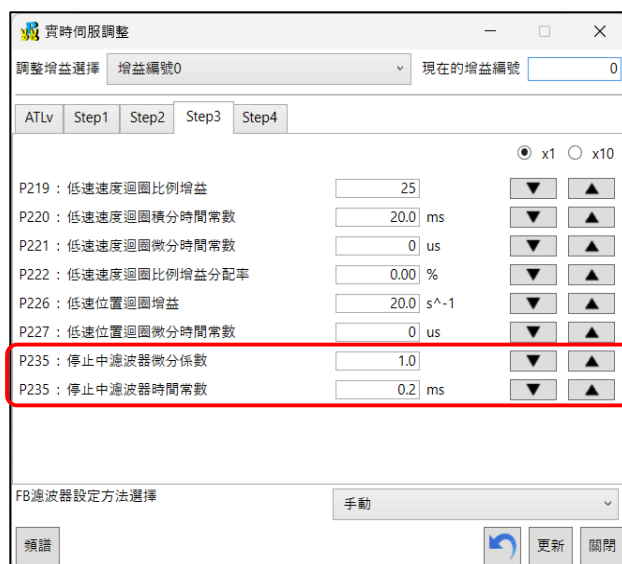 實時伺服調整
調整增益選擇 增益編號0 現在的增益編號 0
ATLv Step1 Step2 Step3 Step4
x1 x10
P219 : 低速速度迴圈比例增益 25
P220 : 低速速度迴圈積分時間常數 20.0 ms
P221 : 低速速度迴圈微分時間常數 0 us
P222 : 低速速度迴圈比例增益分配率 0.00 %
P226 : 低速位置迴圈增益 20.0 s^-1
P227 : 低速位置迴圈微分時間常數 0 us
P235 : 停止中濾波器微分係數 1.0
P235 : 停止中濾波器時間常數 0.2 ms
FB濾波器設定方法選擇 手動
頻譜 更新 關閉